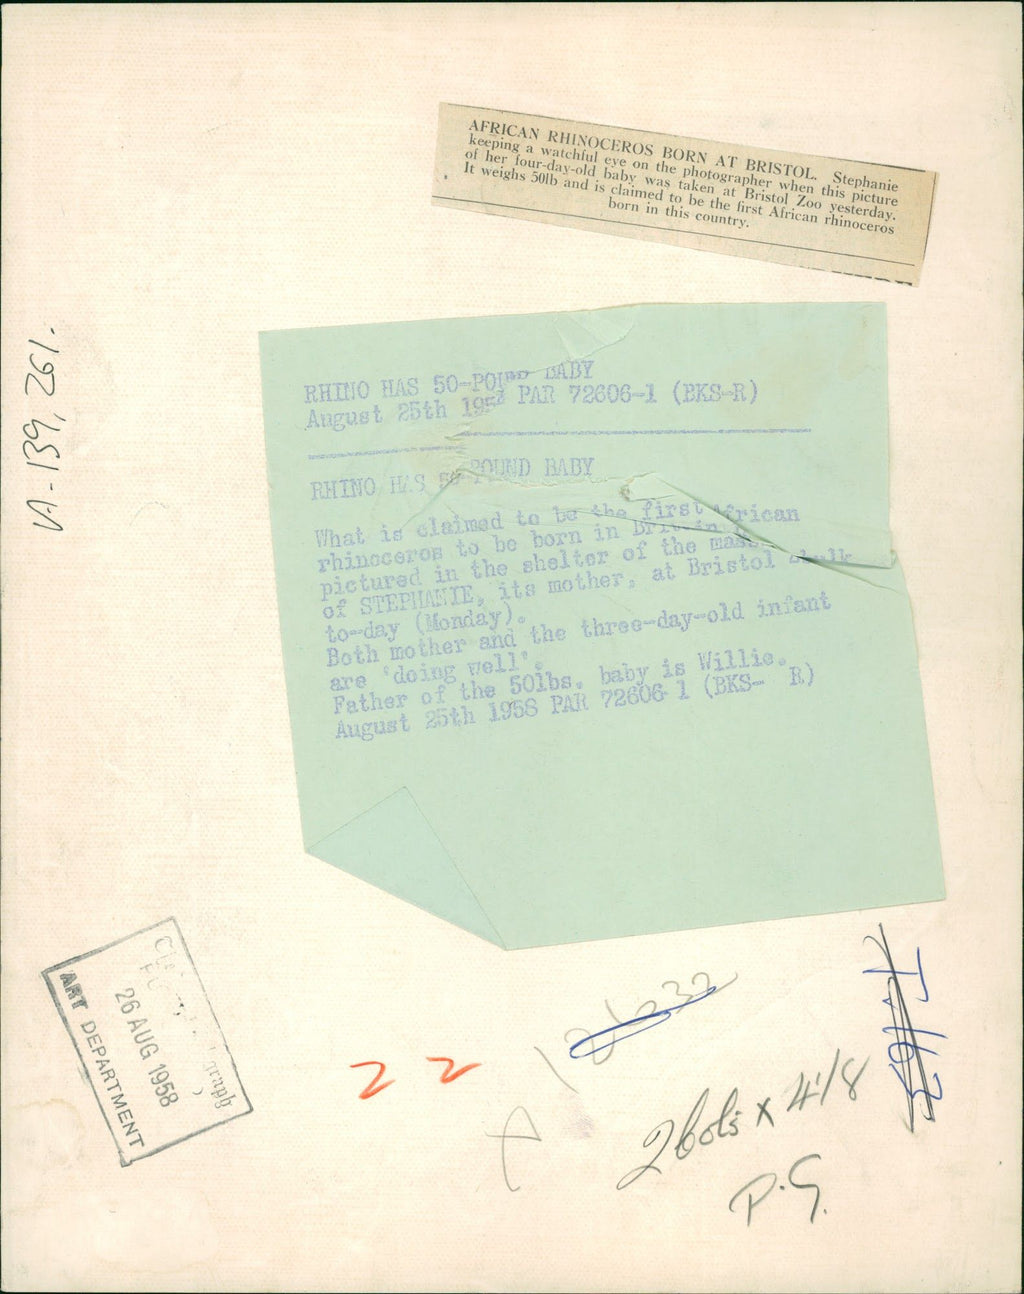 AFRICAN RHINOCEROS BORN AT BRISTOL. Stephanie
keeping a watchful eye on the photographer when this picture
of her four-day-old baby was taken at Bristol Zoo yesterday.
It weighs 50lb and is claimed to be the first African rhinoceros
born in this country.
RHINO HAS 50-POUND BABY
August 25th 1958 PAR 72606-1 (BKS-R)
RHINO HAS 50-POUND BABY
What is claimed to be the first African
rhinoceros to be born in Britain
pictured in the shelter of the
of STEPHANIE, its mother, at Bristol
to-day (Monday).
Both mother and the three-day-old infant
are 'doing well'.
Father of the 50lbs. baby is Willie.
August 25th 1958 PAR 72606-1 (BKS- R)
139,261.
26 AUG 1958
ART DEPARTMENT
2 2
P.G.